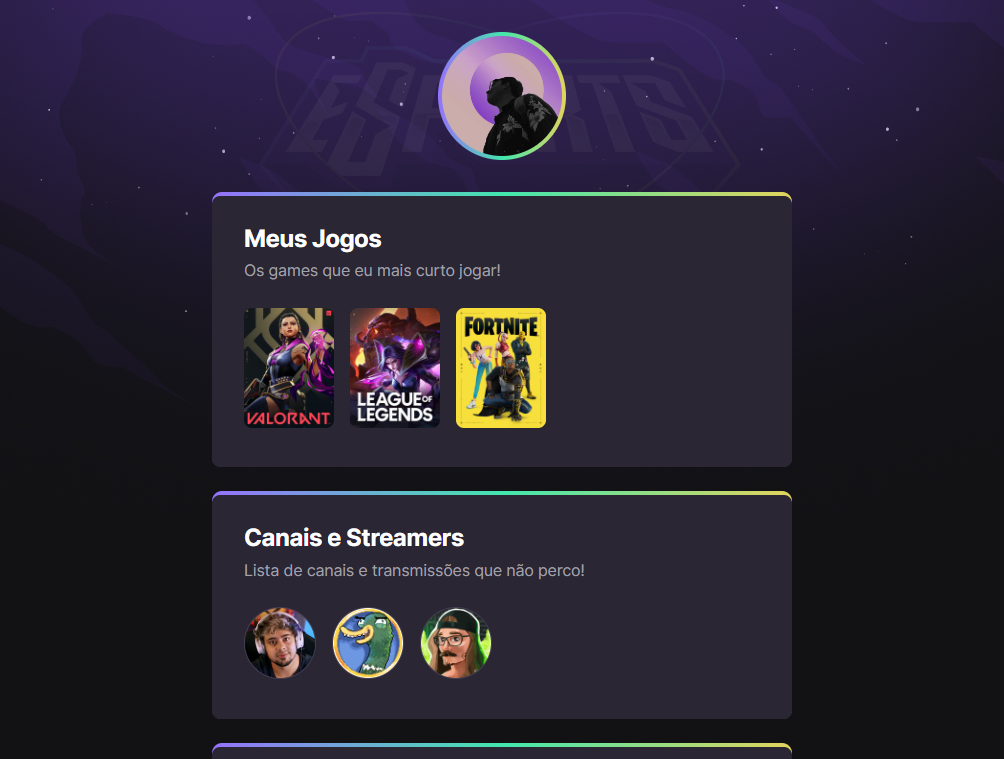 ESPORTS
Meus Jogos
Os games que eu mais curto jogar!
VALORANT
LEAGUE OF
LEGENDS
FORTNITE
Canais e Streamers
Lista de canais e transmissões que não perco!